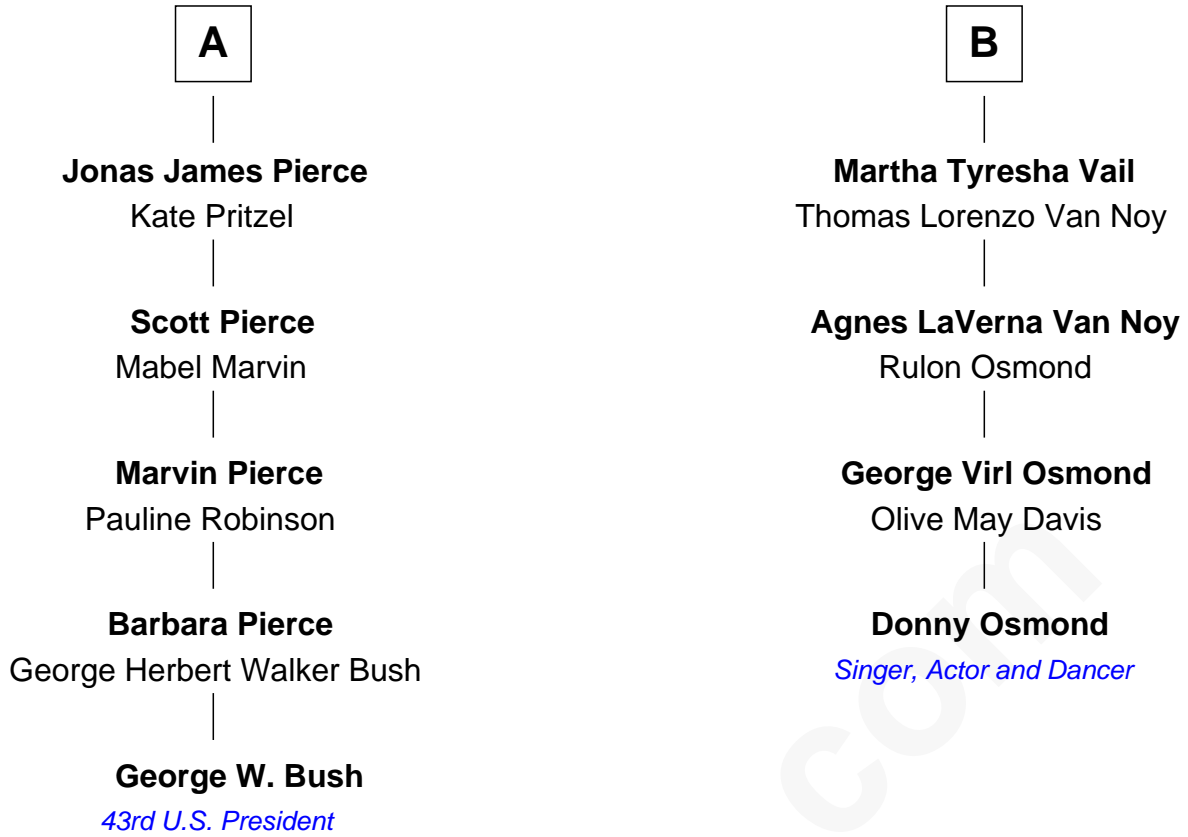 A
Jonas James Pierce
Kate Pritzel
Scott Pierce
Mabel Marvin
Marvin Pierce
Pauline Robinson
Barbara Pierce
George Herbert Walker Bush
George W. Bush
43rd U.S. President
B
Martha Tyresha Vail
Thomas Lorenzo Van Noy
Agnes LaVerna Van Noy
Rulon Osmond
George Virl Osmond
Olive May Davis
Donny Osmond
Singer, Actor and Dancer
com